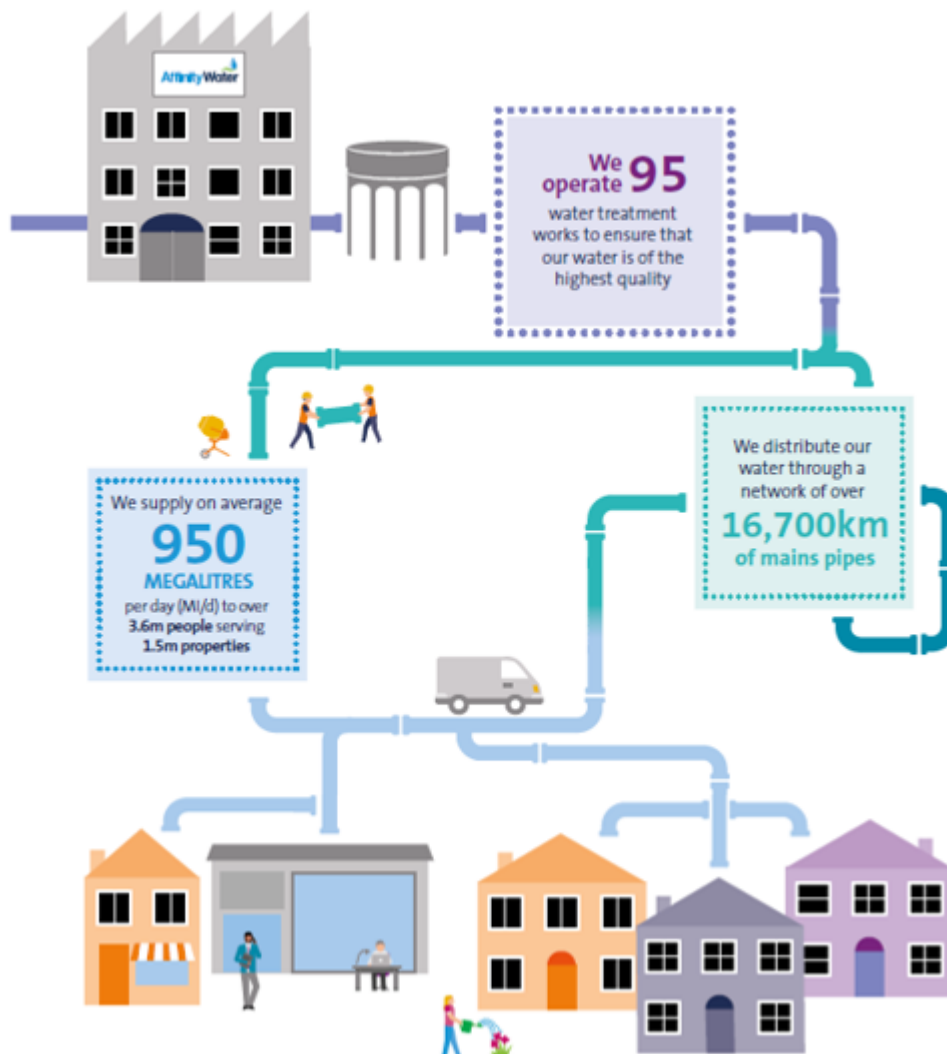 AffinityWater
We
operate 95
water treatment
works to ensure that
our water is of the
highest quality
We distribute our
water through a
network of over
16,700km
of mains pipes
We supply on average
950
MEGALITRES
per day (Ml/d) to over
3.6m people serving
1.5m properties